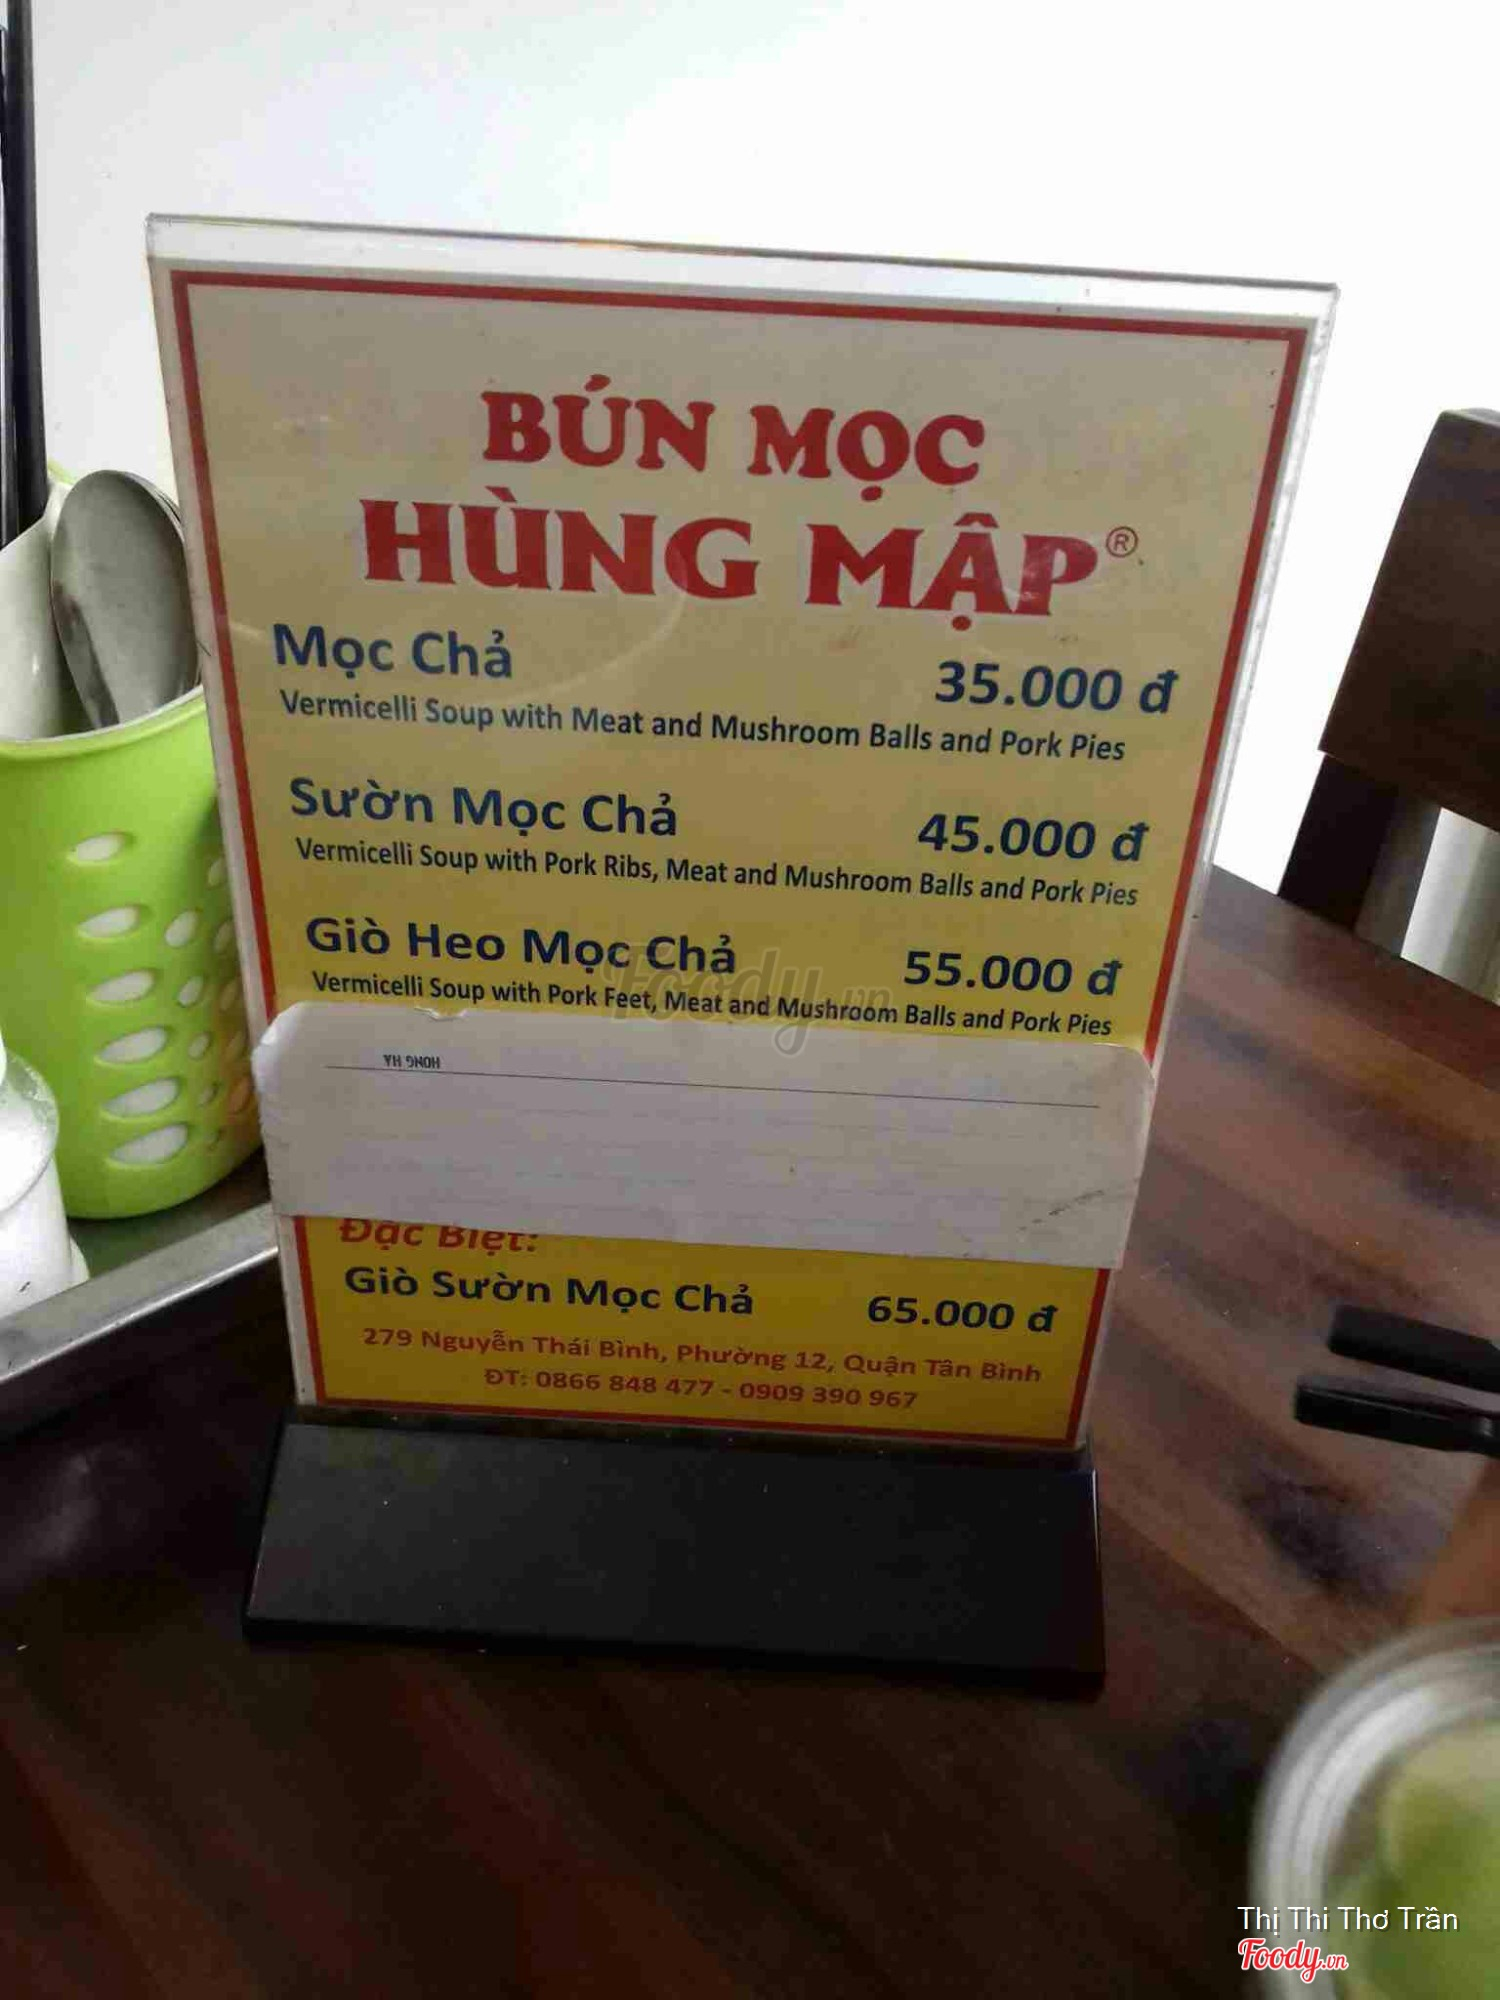 BÚN MỌC
HÙNG MẬP®
Mọc Chả 35.000 đ
Vermicelli Soup with Meat and Mushroom Balls and Pork Pies
Sườn Mọc Chả 45.000 đ
Vermicelli Soup with Pork Ribs, Meat and Mushroom Balls and Pork Pies
Giò Heo Mọc Chả 55.000 đ
Vermicelli Soup with Pork Feet, Meat and Mushroom Balls and Pork Pies
Foody.vn
HONG HA
Đặc Biệt:
Giò Sườn Mọc Chả 65.000 đ
279 Nguyễn Thái Bình, Phường 12, Quận Tân Bình
ĐT: 0866 848 477 - 0909 390 967
Thị Thi Thơ Trần
Foody.vn